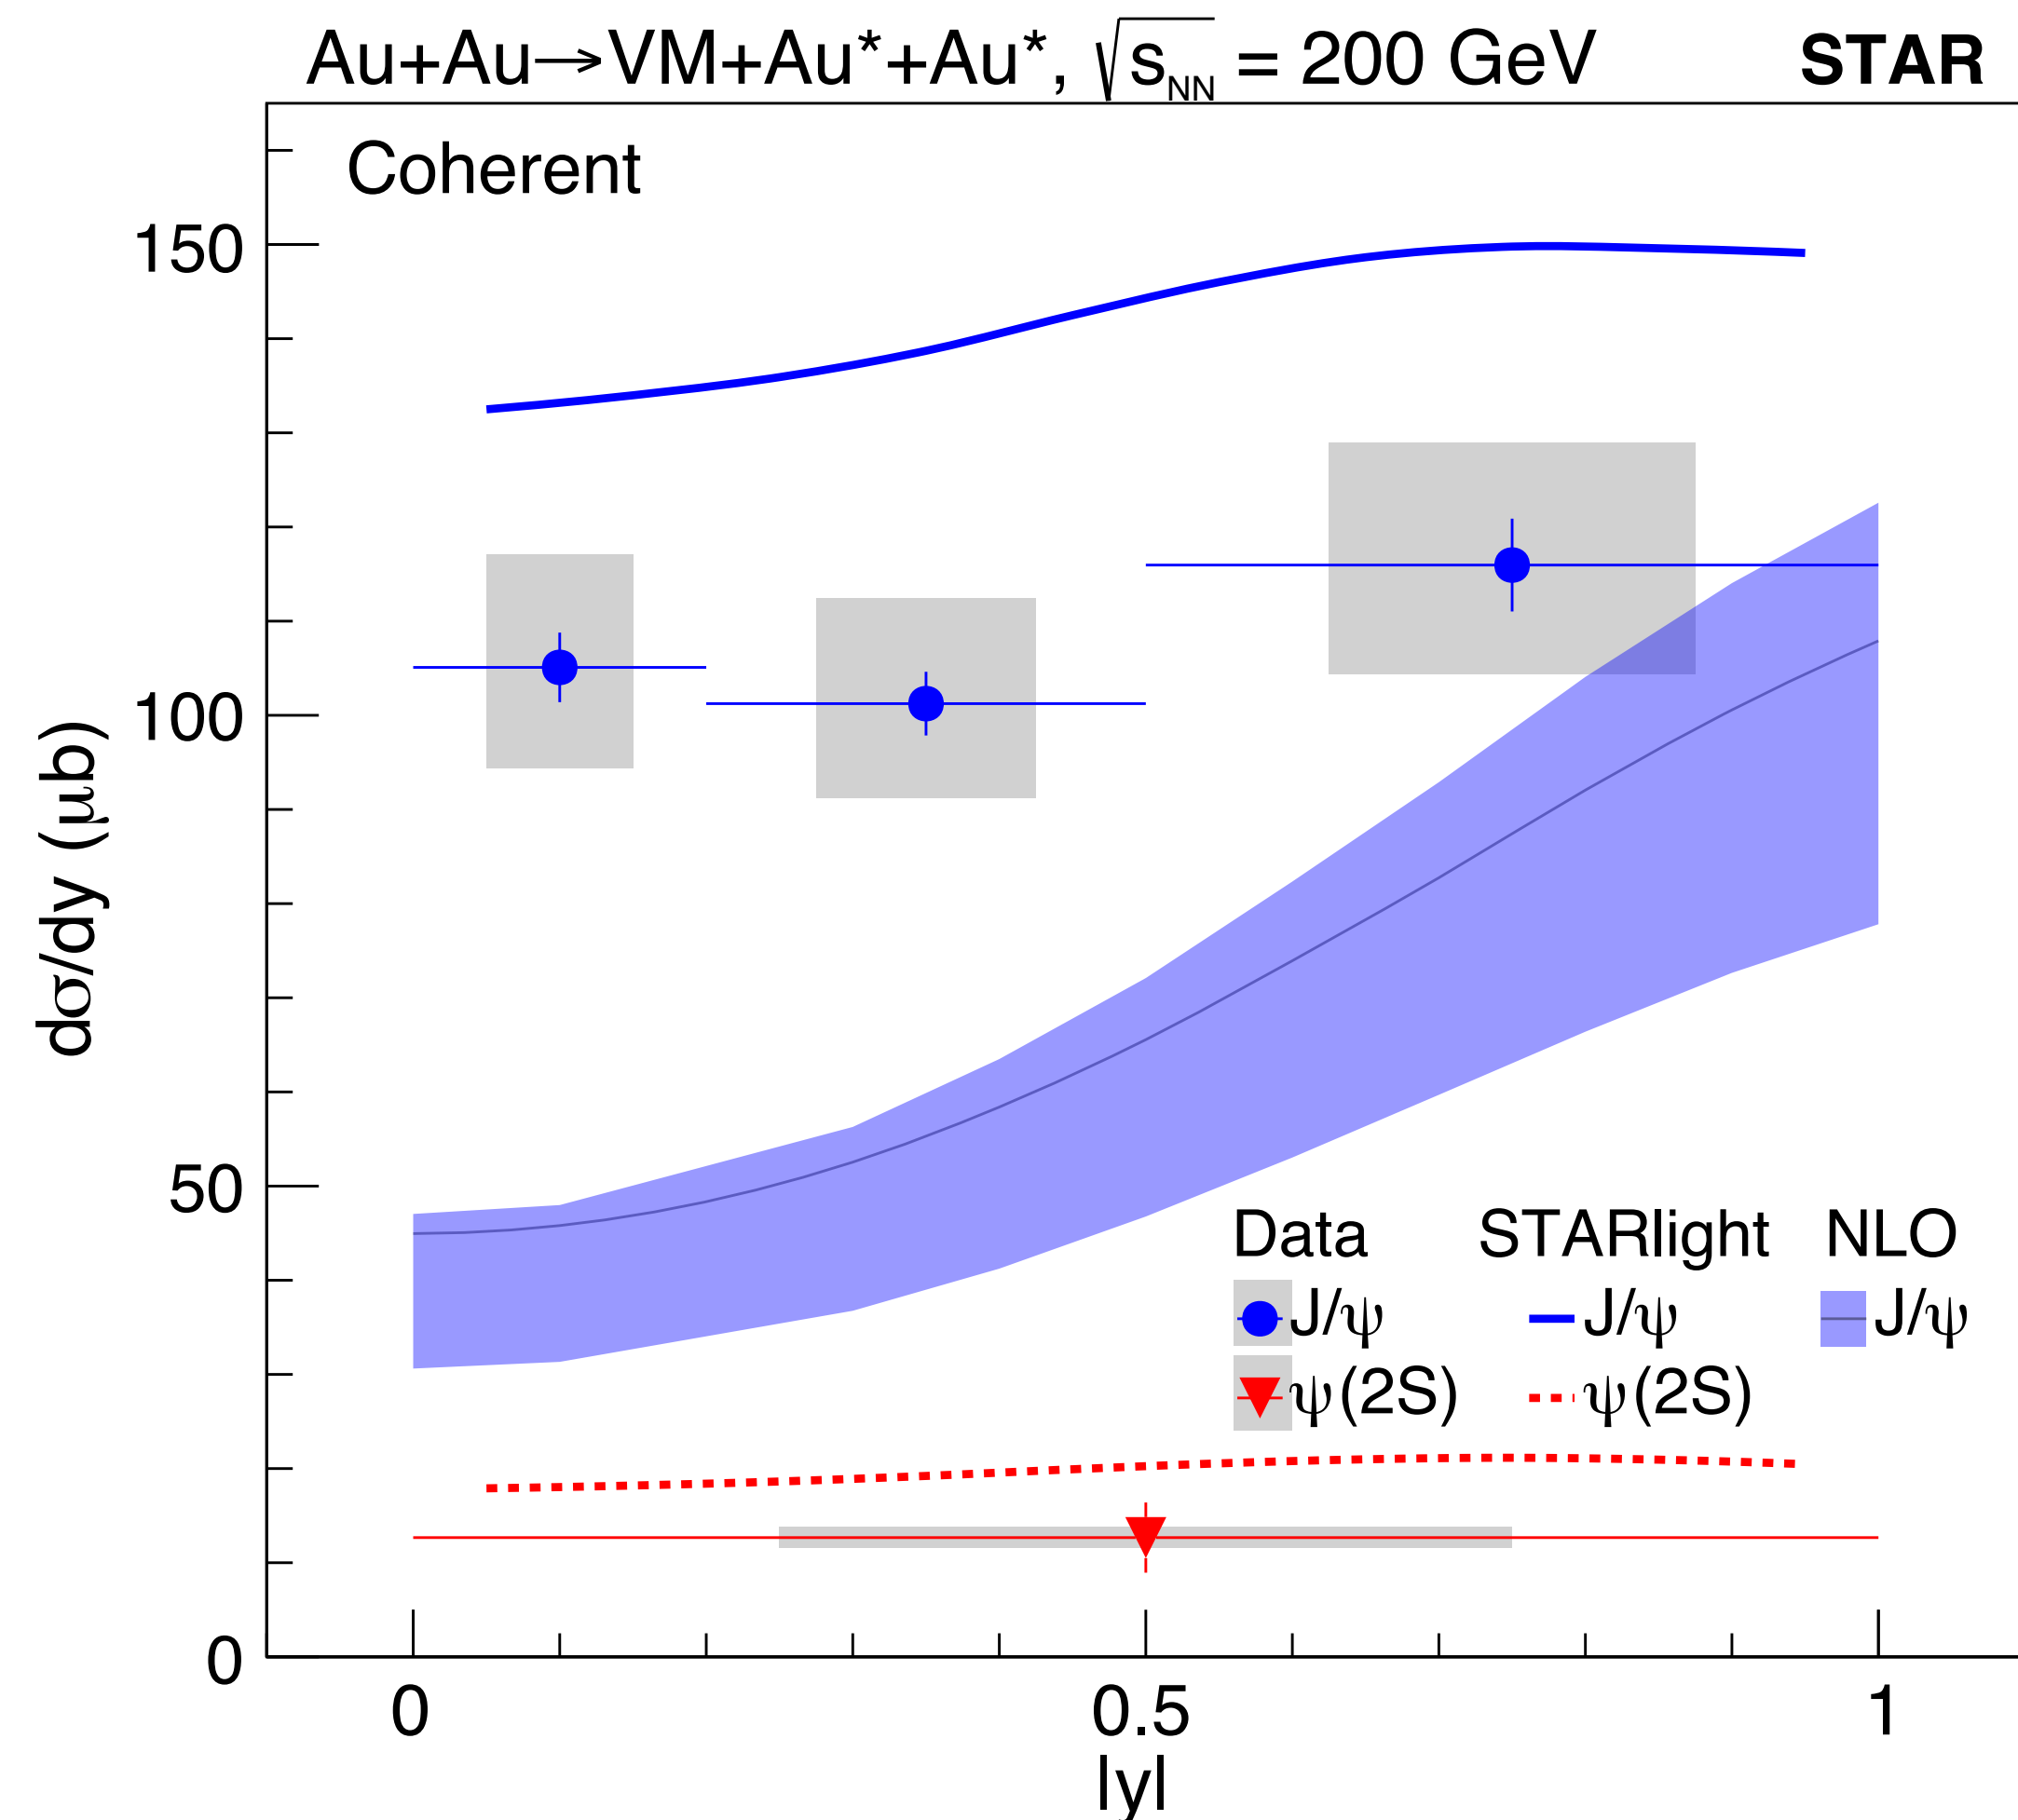 Au+Au→VM+Au*+Au*, √sNN = 200 GeV STAR
Coherent
150
100
50
0
dσ/dy (μb)
Data STARlight NLO
J/ψ J/ψ J/ψ
ψ(2S) ψ(2S)
0 0.5 1
|y|